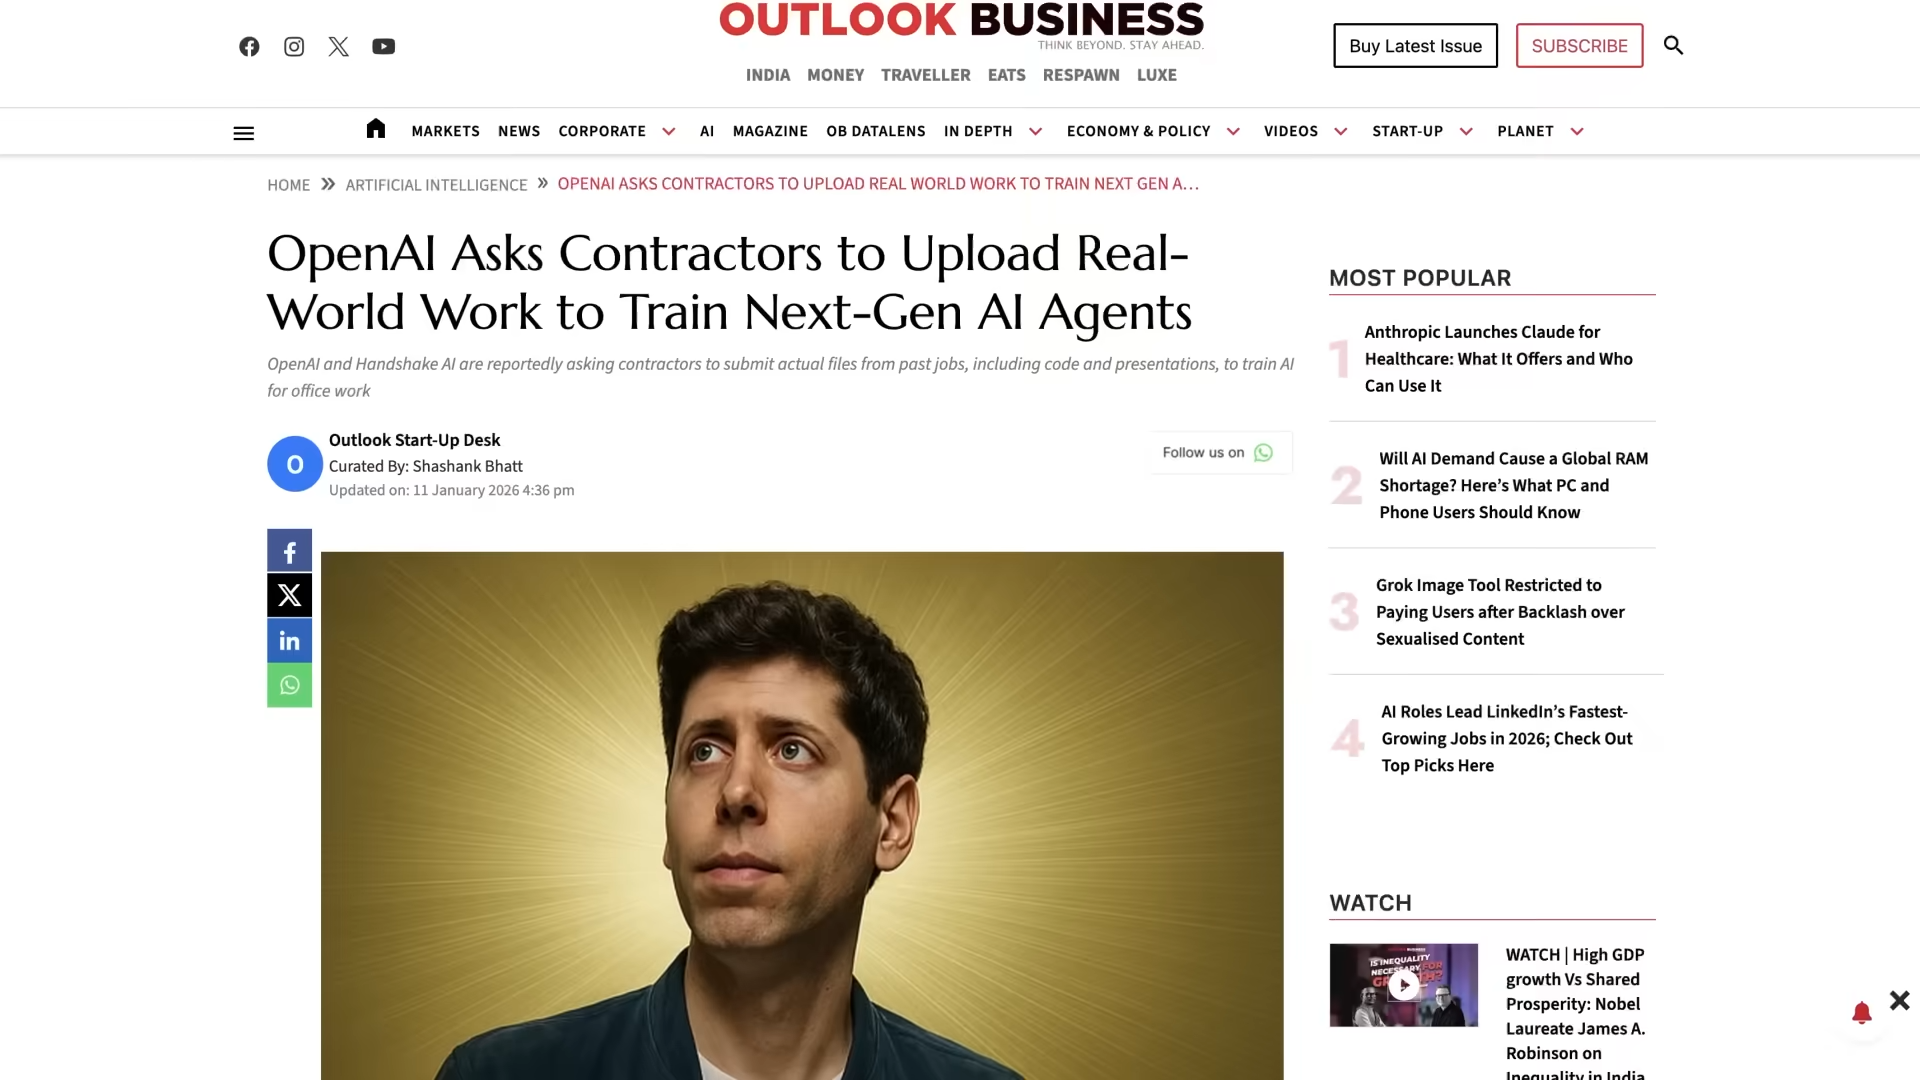 OUTLOOK BUSINESS
THINK BEYOND. STAY AHEAD.
INDIA MONEY TRAVELLER EATS RESPAWN LUXE
Buy Latest Issue
SUBSCRIBE
MARKETS NEWS CORPORATE AI MAGAZINE OB DATALENS IN DEPTH ECONOMY & POLICY VIDEOS START-UP PLANET
HOME » ARTIFICIAL INTELLIGENCE » OPENAI ASKS CONTRACTORS TO UPLOAD REAL WORLD WORK TO TRAIN NEXT GEN A...
OpenAI Asks Contractors to Upload Real-
World Work to Train Next-Gen AI Agents
OpenAI and Handshake AI are reportedly asking contractors to submit actual files from past jobs, including code and presentations, to train AI
for office work
O
Outlook Start-Up Desk
Curated By: Shashank Bhatt
Updated on: 11 January 2026 4:36 pm
Follow us on
MOST POPULAR
1
Anthropic Launches Claude for
Healthcare: What It Offers and Who
Can Use It
2
Will AI Demand Cause a Global RAM
Shortage? Here's What PC and
Phone Users Should Know
3
Grok Image Tool Restricted to
Paying Users after Backlash over
Sexualised Content
4
AI Roles Lead LinkedIn's Fastest-
Growing Jobs in 2026; Check Out
Top Picks Here
WATCH
IS INEQUALITY
NECESSARY FOR
GROWTH?
WATCH | High GDP
growth Vs Shared
Prosperity: Nobel
Laureate James A.
Robinson on
Inequality in India